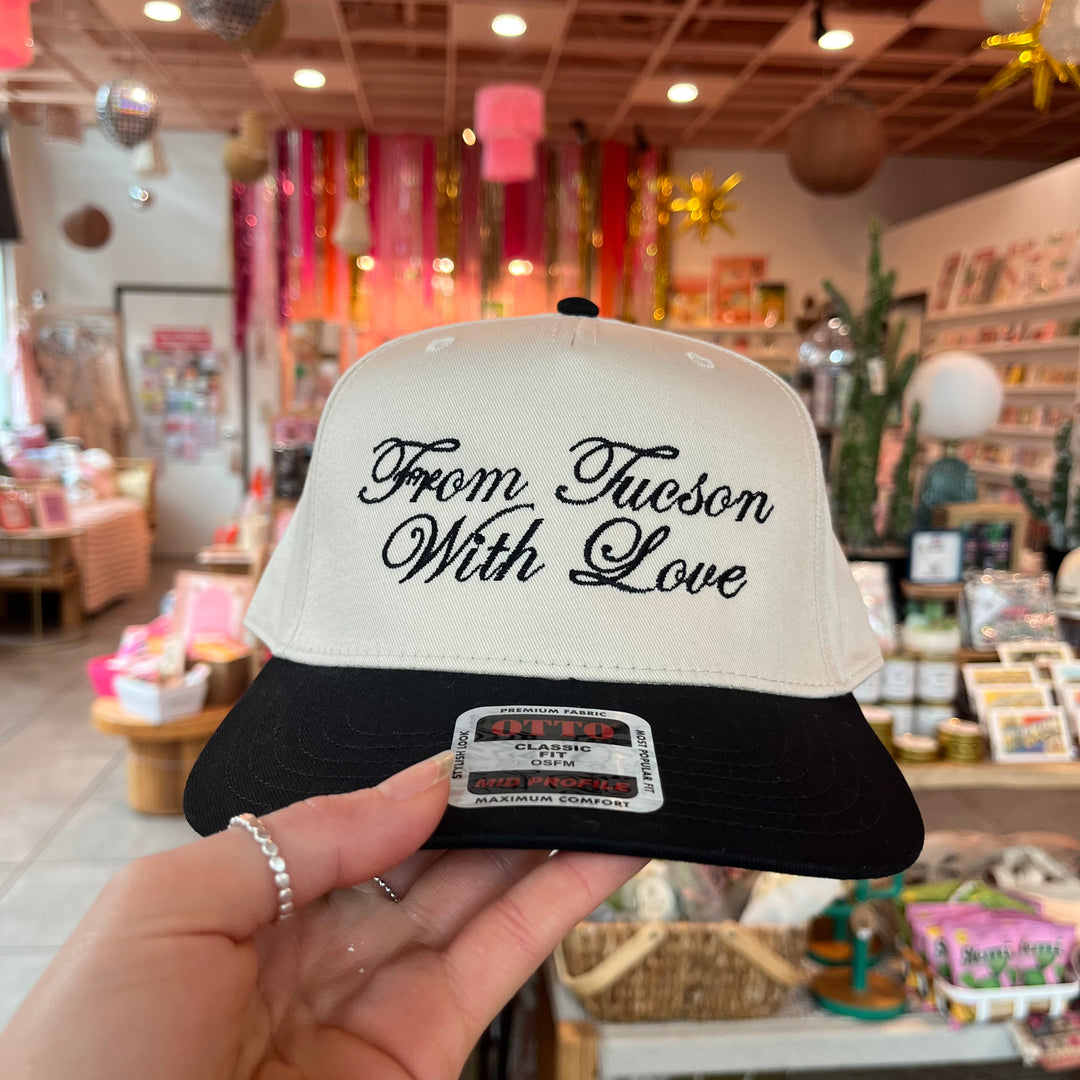 From Tucson
With Love
PREMIUM FABRIC
OTTO
STYLISH LOOK
CLASSIC
FIT
OSFM
MOST POPULAR FIT
MID PROFILE
MAXIMUM COMFORT